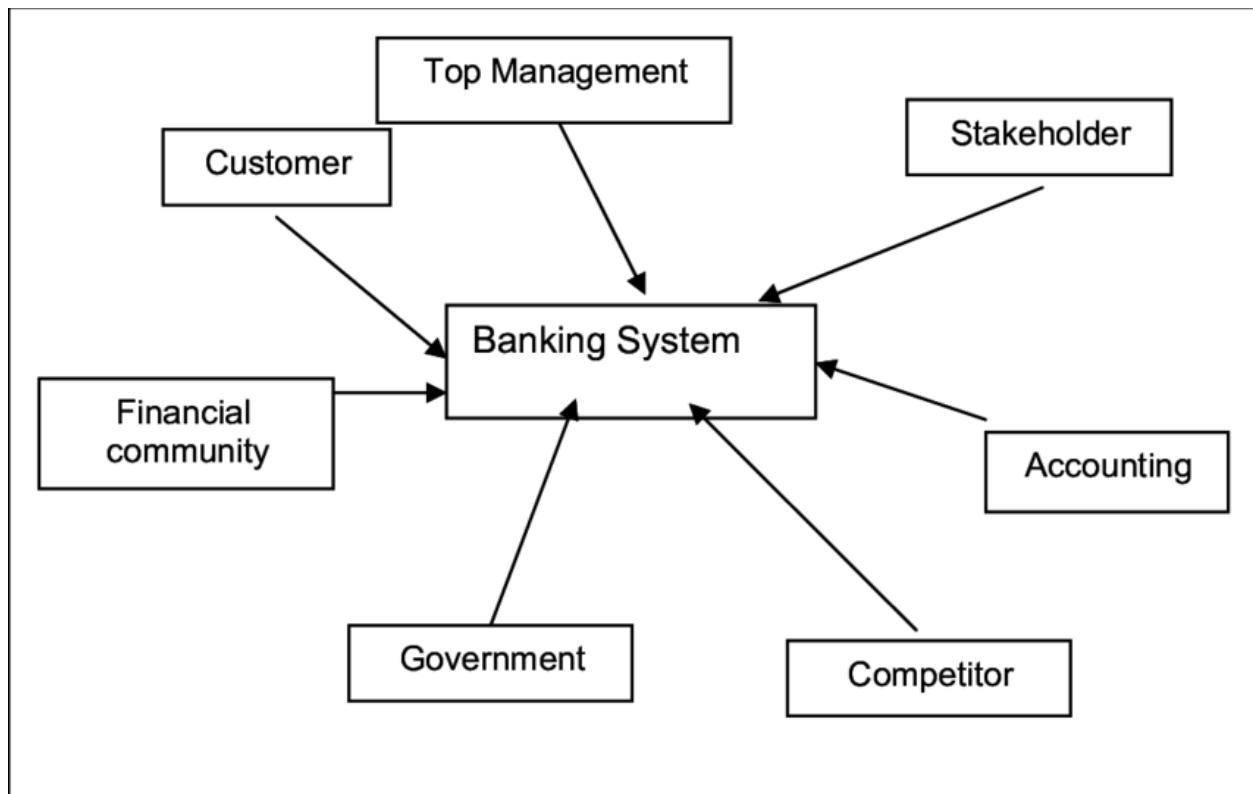 Top Management
Stakeholder
Customer
Banking System
Financial
community
Accounting
Government
Competitor